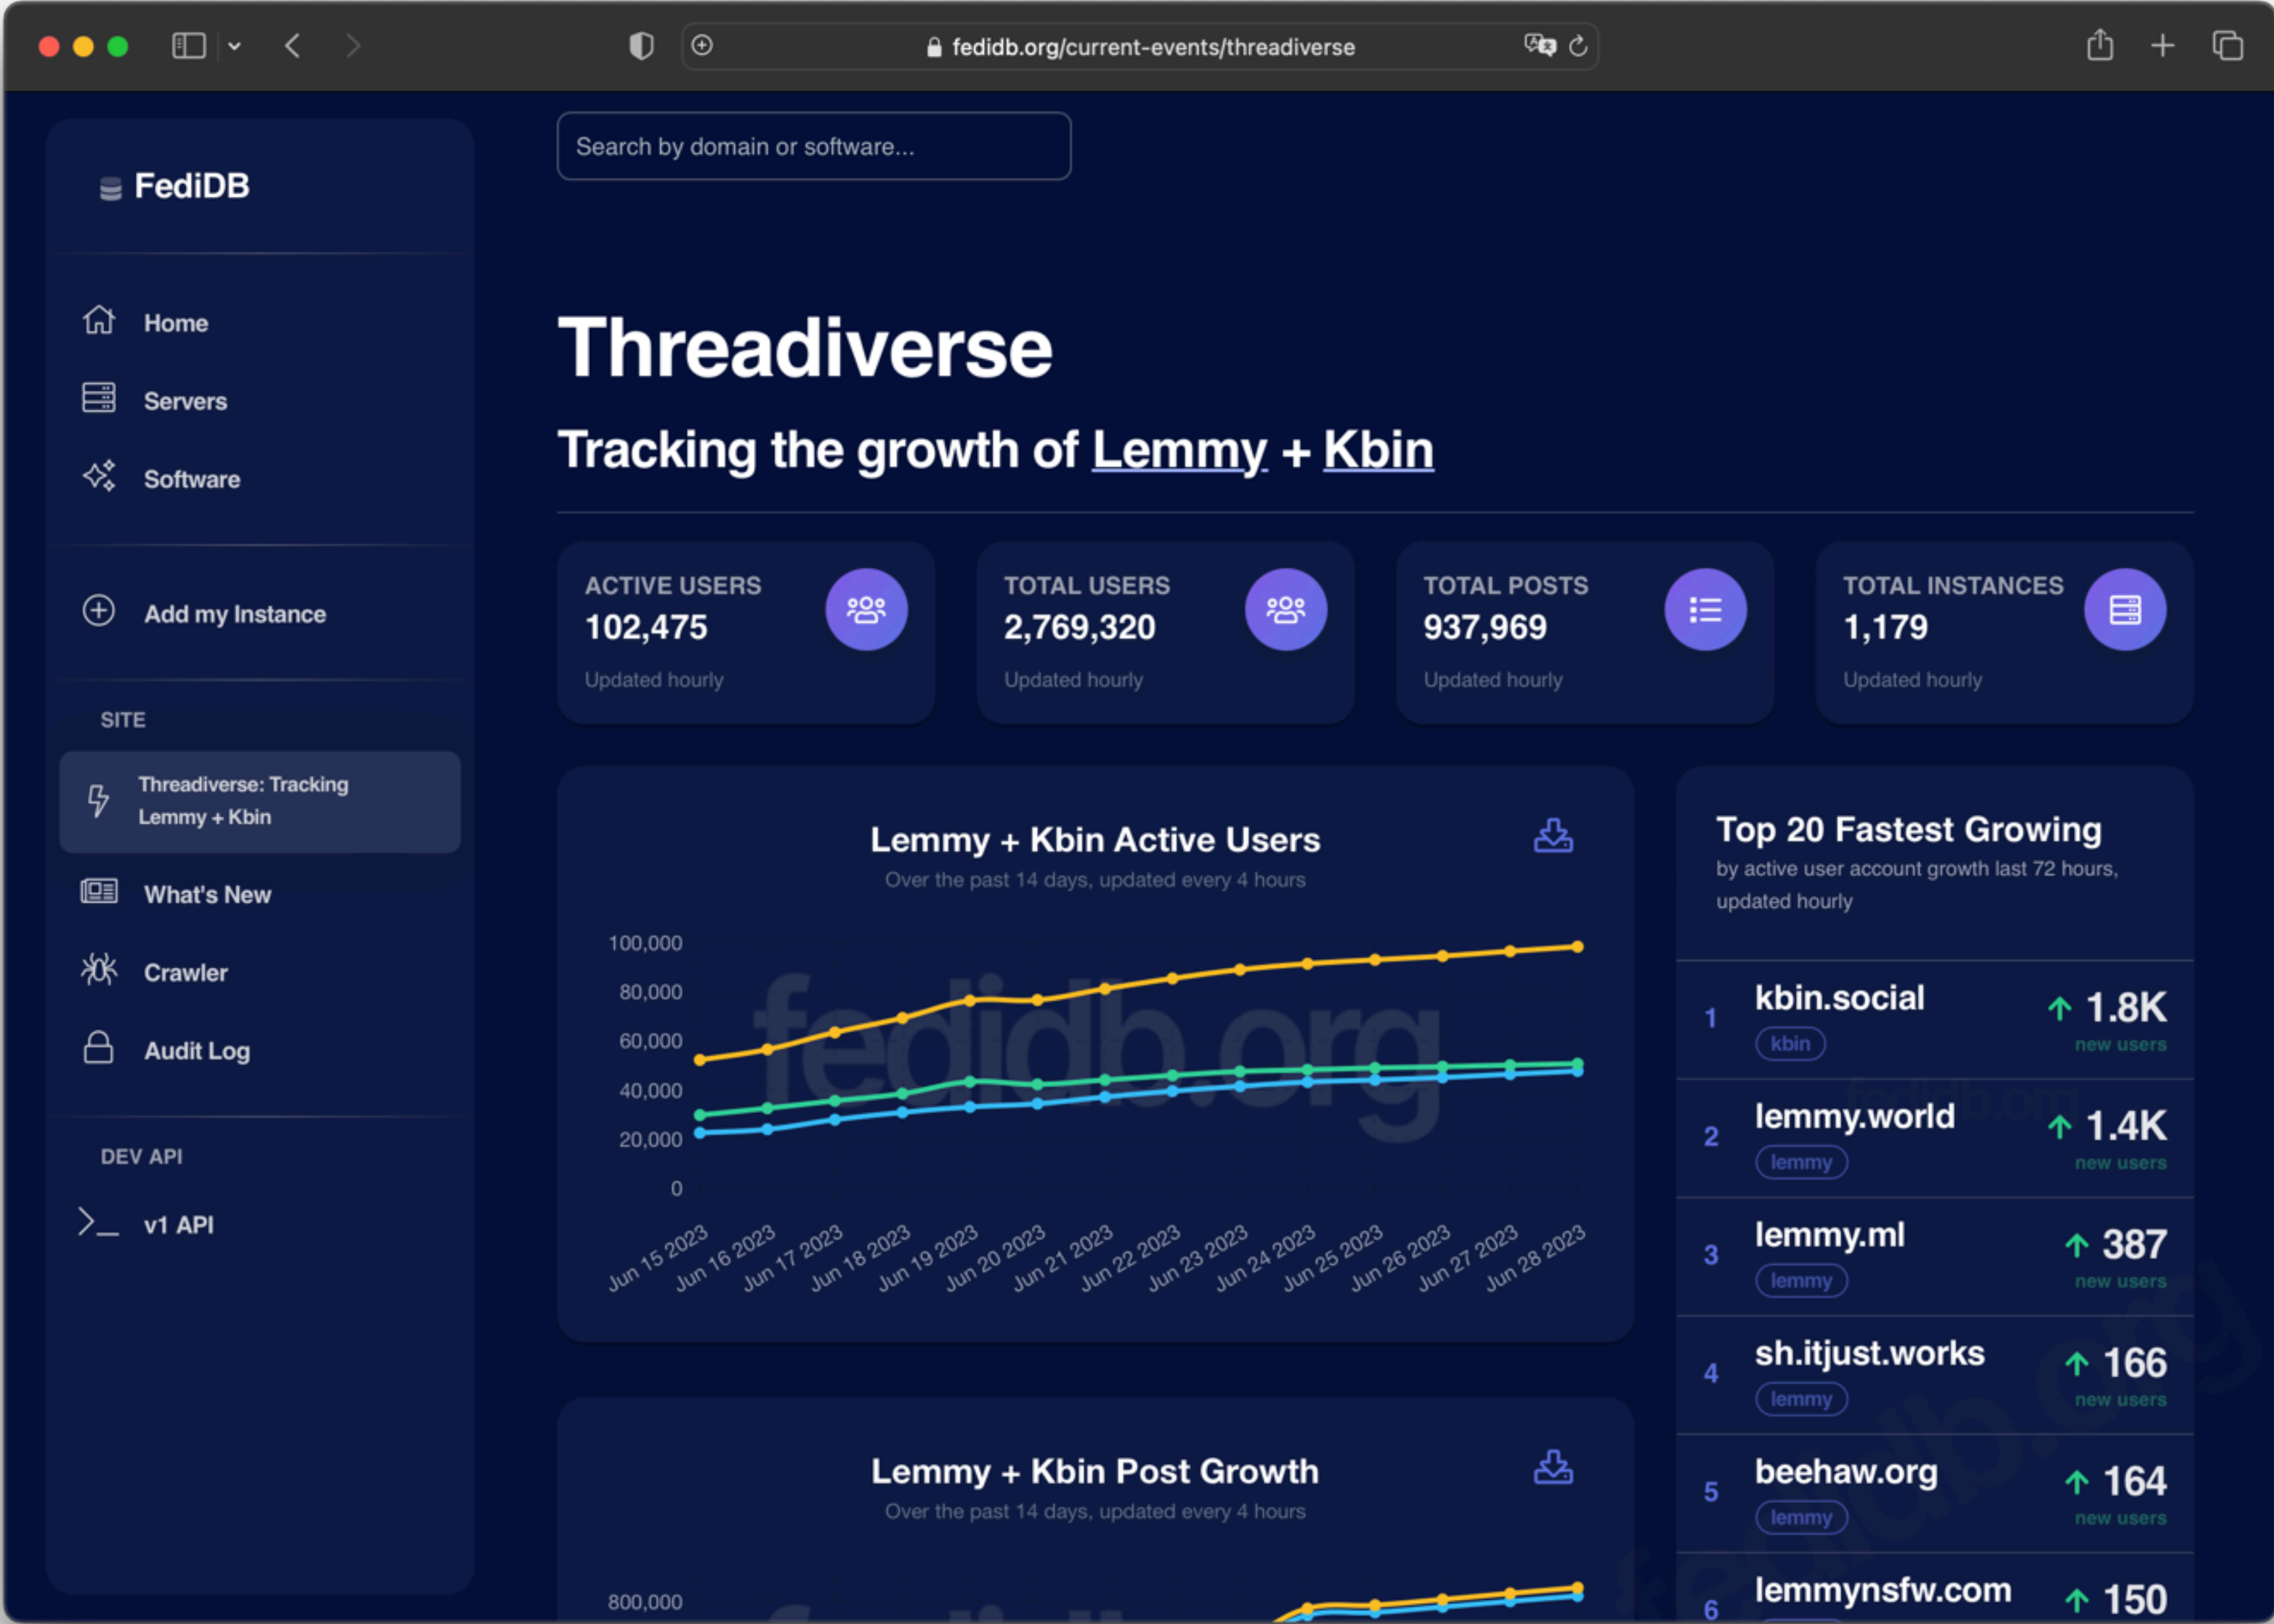 fedidb.org/current-events/threadiverse
FediDB
Home
Servers
Software
Add my Instance
SITE
Threadiverse: Tracking
Lemmy + Kbin
What's New
Crawler
Audit Log
DEV API
v1 API
Search by domain or software...
Threadiverse
Tracking the growth of Lemmy + Kbin
ACTIVE USERS
102,475
Updated hourly
TOTAL USERS
2,769,320
Updated hourly
TOTAL POSTS
937,969
Updated hourly
TOTAL INSTANCES
1,179
Updated hourly
Lemmy + Kbin Active Users
Over the past 14 days, updated every 4 hours
100,000
80,000
60,000
40,000
20,000
0
fedidb.org
Jun 15 2023
Jun 16 2023
Jun 17 2023
Jun 18 2023
Jun 19 2023
Jun 20 2023
Jun 21 2023
Jun 22 2023
Jun 23 2023
Jun 24 2023
Jun 25 2023
Jun 26 2023
Jun 27 2023
Jun 28 2023
Lemmy + Kbin Post Growth
Over the past 14 days, updated every 4 hours
800,000
Top 20 Fastest Growing
by active user account growth last 72 hours,
updated hourly
1 kbin.social 1.8K
kbin new users
fedidb.org
2 lemmy.world 1.4K
lemmy new users
3 lemmy.ml 387
lemmy new users
4 sh.itjust.works 166
lemmy new users
5 beehaw.org 164
lemmy new users
6 lemmynsfw.com 150
fedidb.org